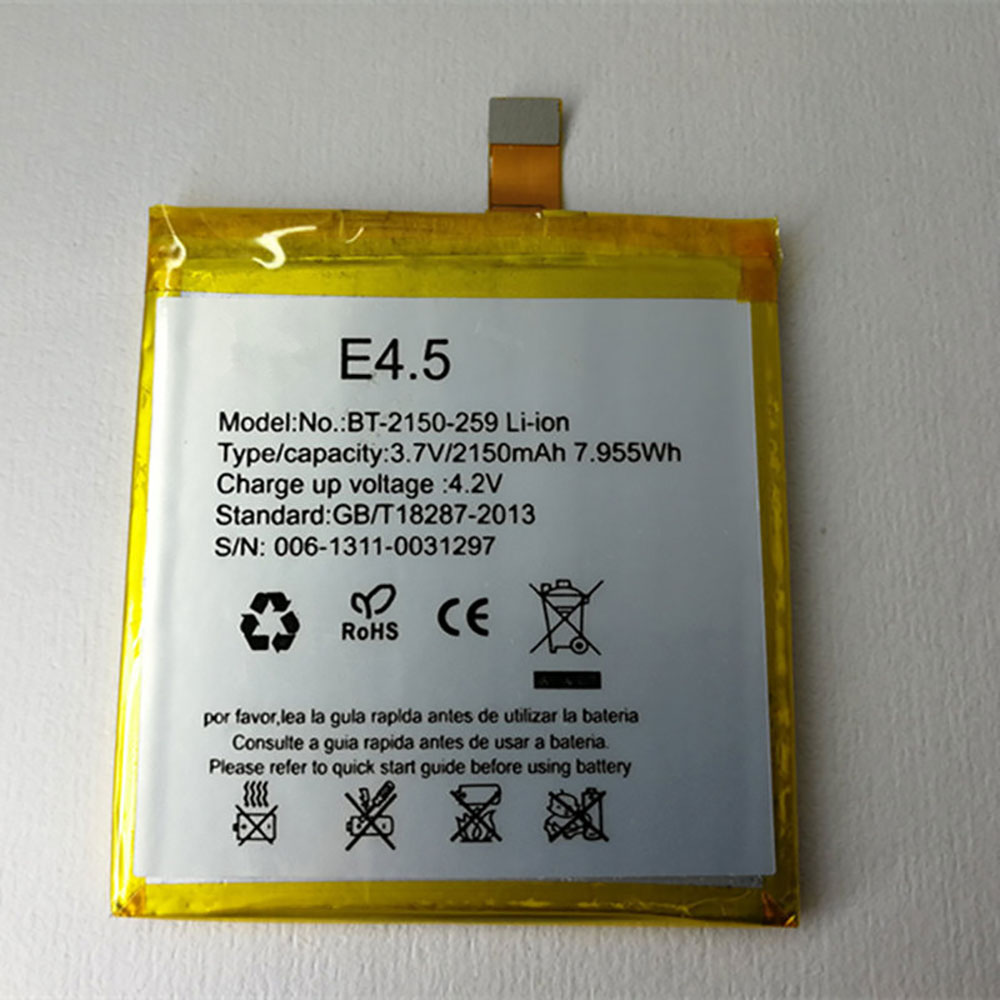 E4.5
Model:No.:BT-2150-259 Li-ion
Type/capacity:3.7V/2150mAh 7.955Wh
Charge up voltage :4.2V
Standard:GB/T18287-2013
S/N: 006-1311-0031297
RoHS
CE
por favor,lea la gula raplda antes de utilizar la bateria
Consulte a guia rapida antes de usar a bateria.
Please refer to quick start guide before using battery